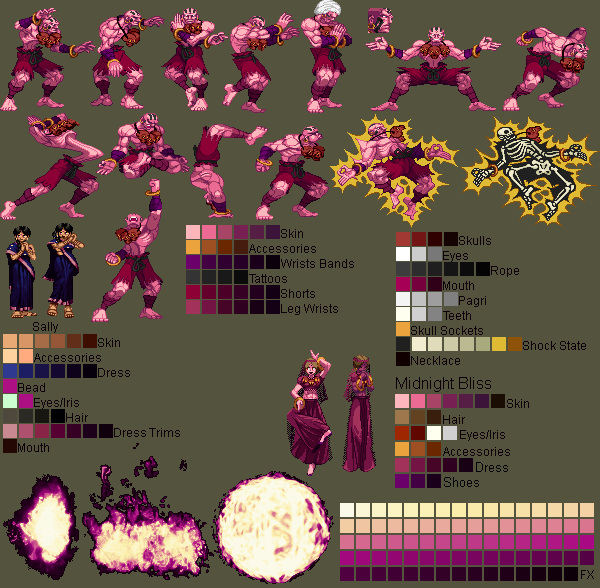 Skin
Accessories
Wrists Bands
Tattoos
Shorts
Leg Wrists
Skulls
Eyes
Rope
Mouth
Pagri
Teeth
Skull Sockets
Shock State
Necklace
Sally
Skin
Accessories
Dress
Bead
Eyes/Iris
Hair
Dress Trims
Mouth
Midnight Bliss
Skin
Hair
Eyes/Iris
Accessories
Dress
Shoes
FX